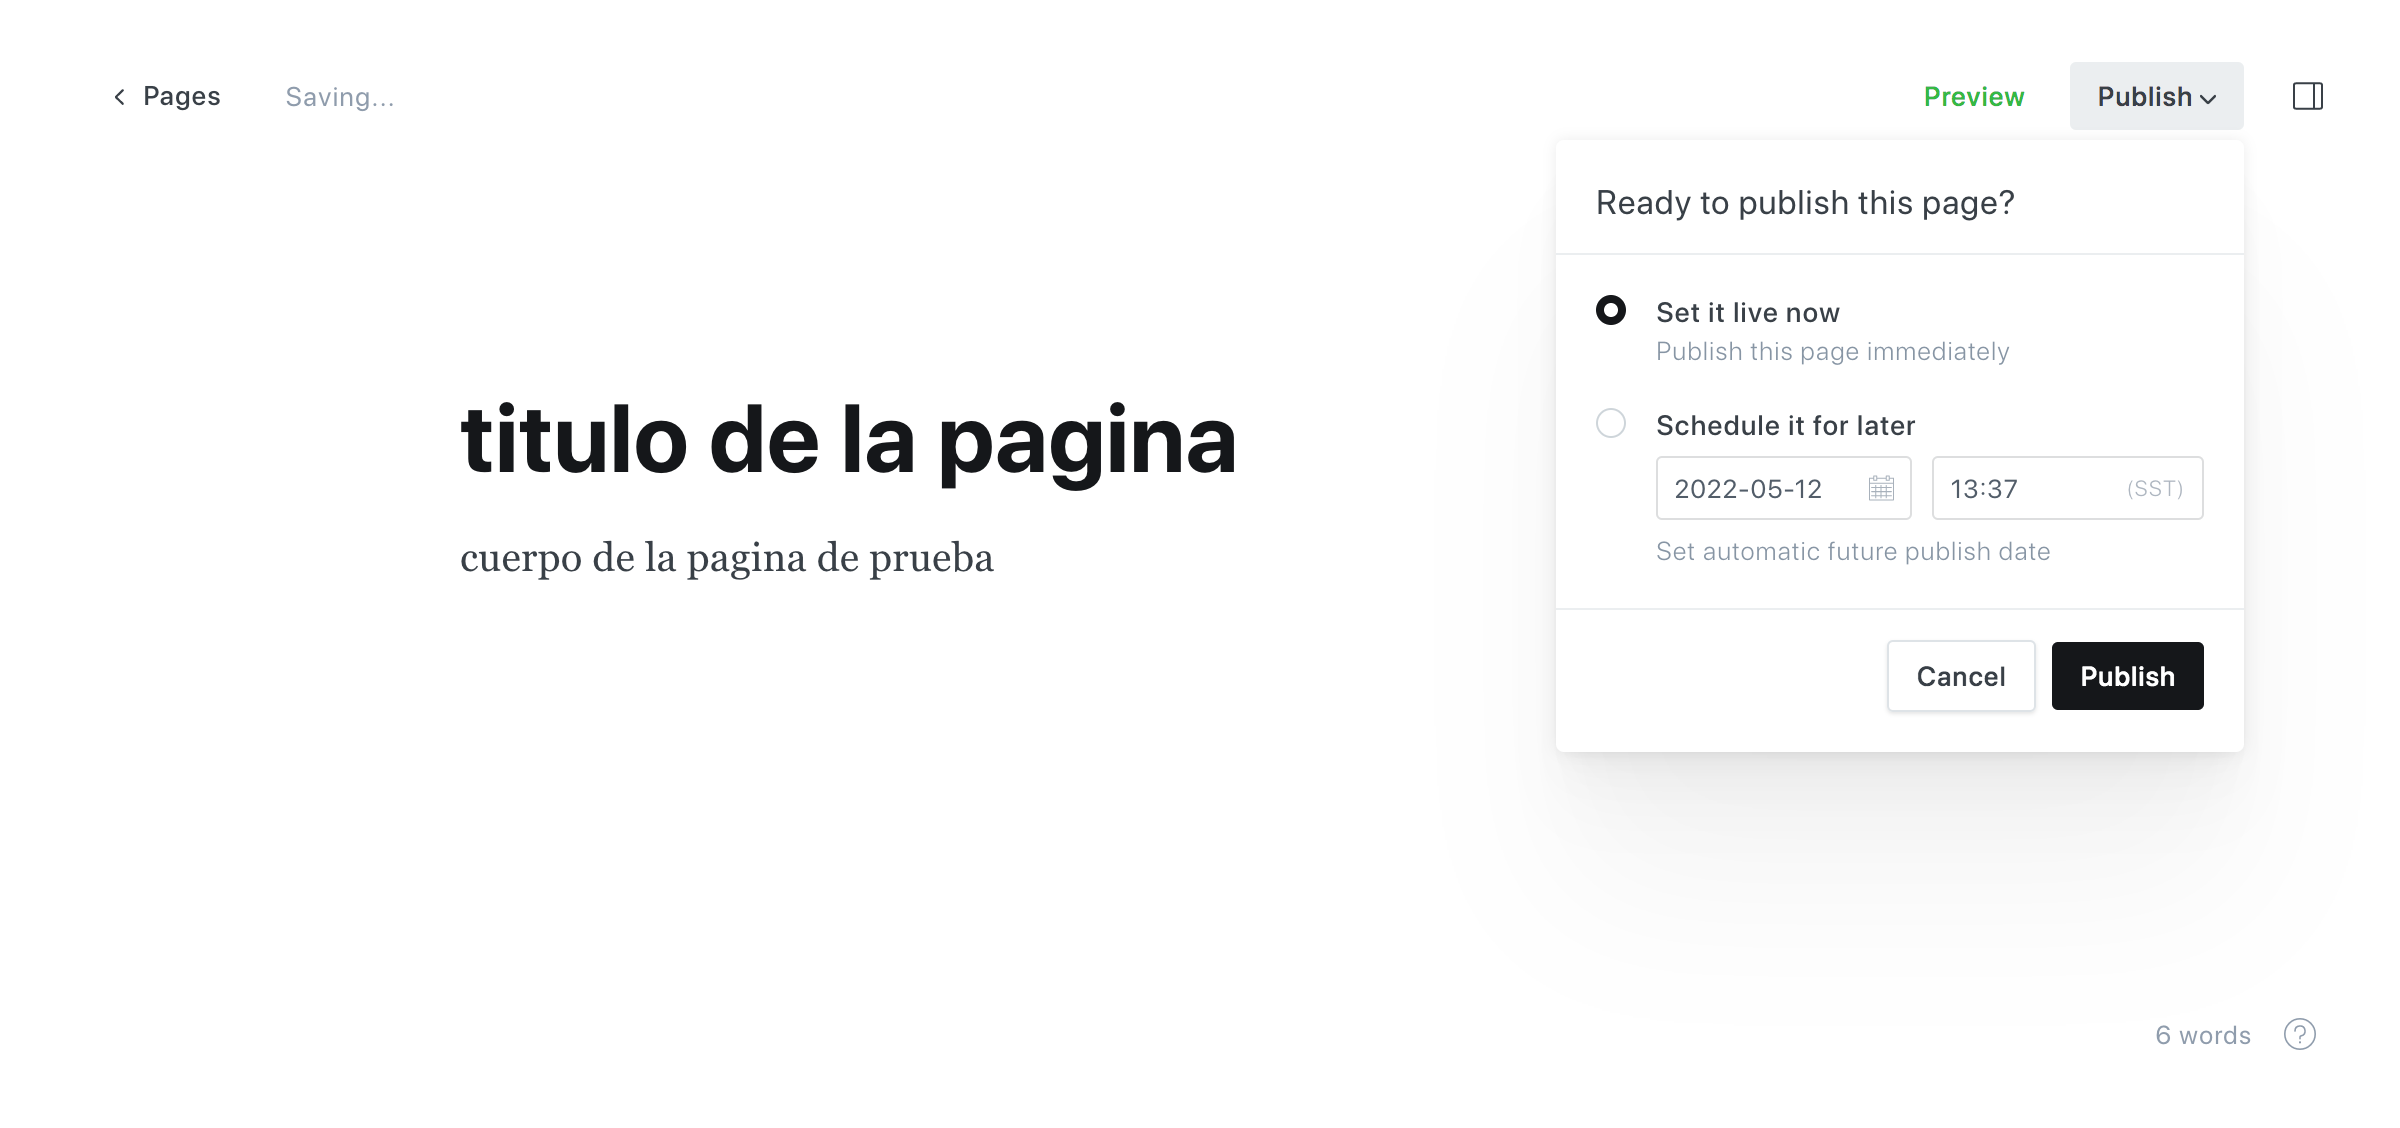 Pages
Saving...
Preview
Publish
Ready to publish this page?
Set it live now
Publish this page immediately
Schedule it for later
2022-05-12
13:37 (SST)
Set automatic future publish date
Cancel
Publish
titulo de la pagina
cuerpo de la pagina de prueba
6 words
?